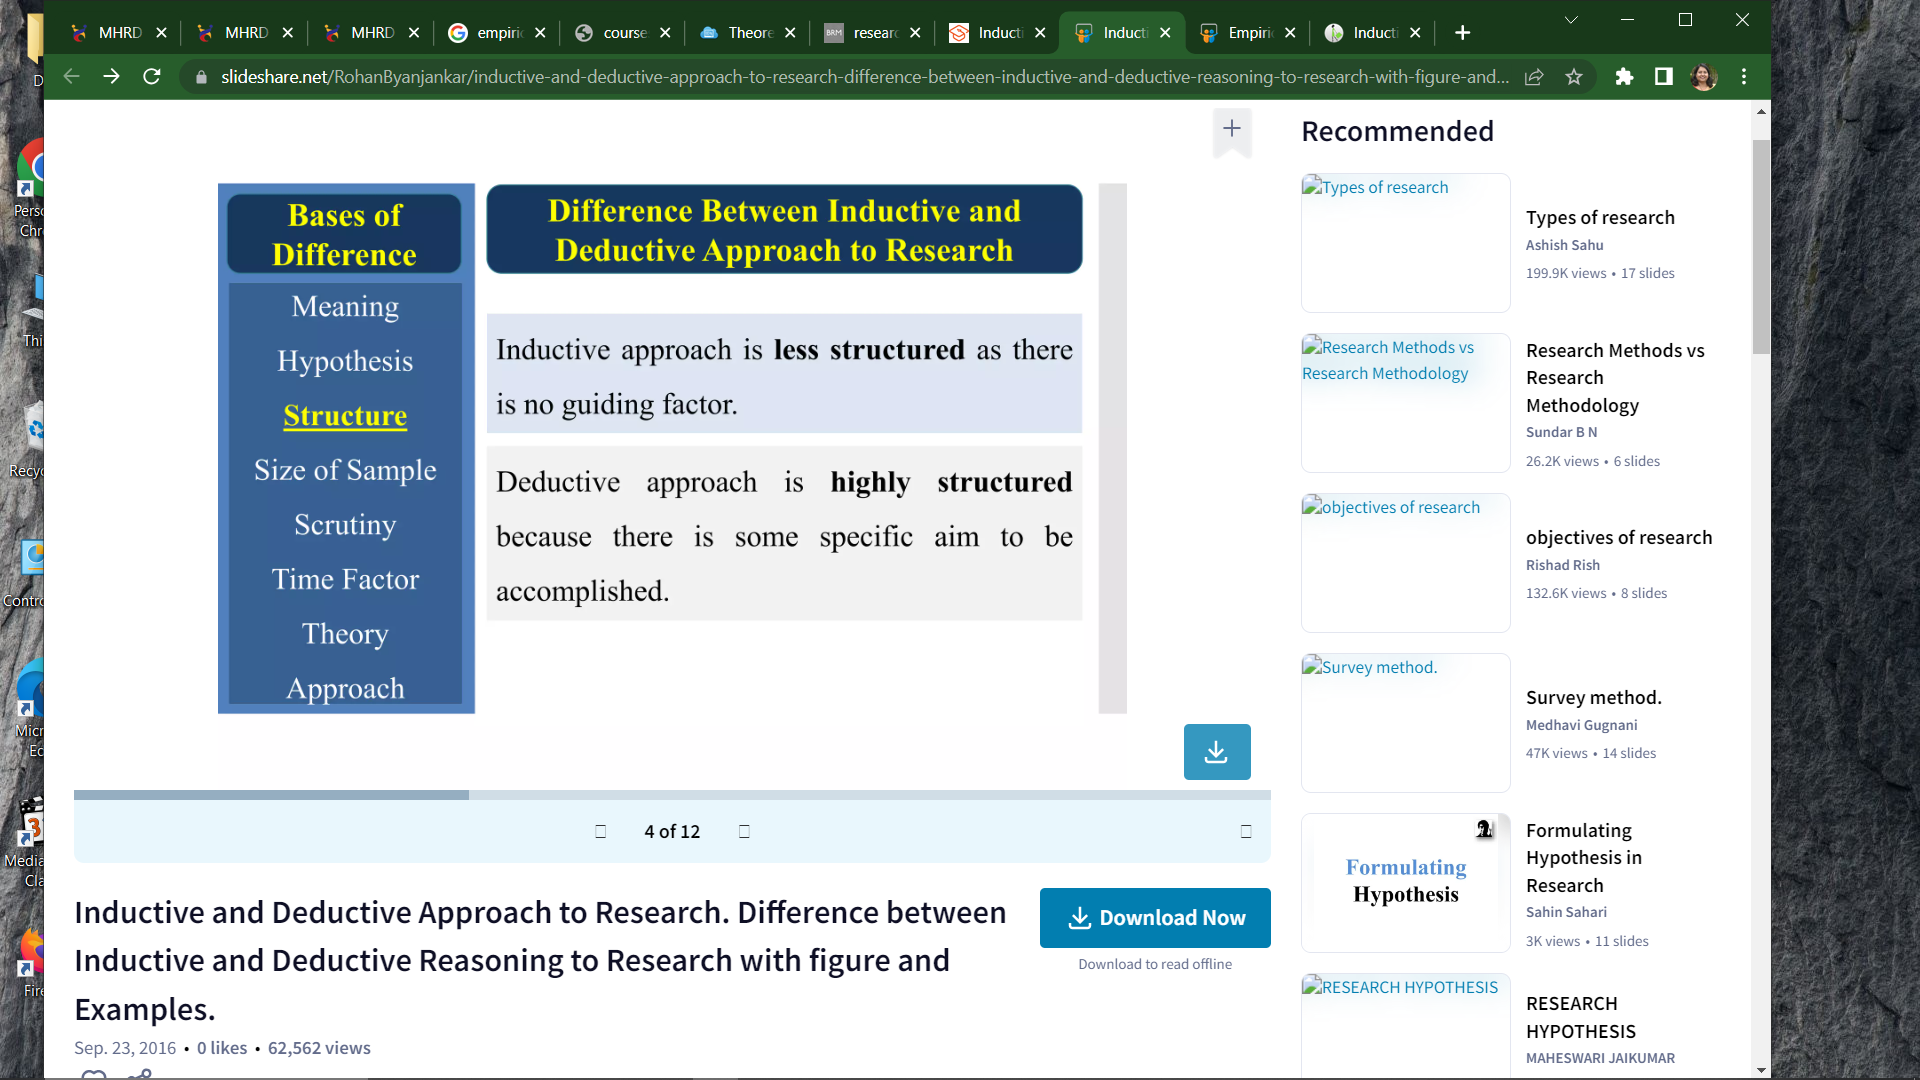 MHRD
MHRD
MHRD
empiric
course
Theore
researc
Inducti
Inducti
Empiric
Inducti
slideshare.net/RohanByanjankar/inductive-and-deductive-approach-to-research-difference-between-inductive-and-deductive-reasoning-to-research-with-figure-and...
Bases of
Difference
Meaning
Hypothesis
Structure
Size of Sample
Scrutiny
Time Factor
Theory
Approach
Difference Between Inductive and
Deductive Approach to Research
Inductive approach is less structured as there
is no guiding factor.
Deductive approach is highly structured
because there is some specific aim to be
accomplished.
4 of 12
Inductive and Deductive Approach to Research. Difference between
Inductive and Deductive Reasoning to Research with figure and
Examples.
Sep. 23, 2016 • 0 likes • 62,562 views
Download Now
Download to read offline
Recommended
Types of research
Types of research
Ashish Sahu
199.9K views • 17 slides
Research Methods vs
Research Methodology
Research Methods vs
Research
Methodology
Sundar B N
26.2K views • 6 slides
objectives of research
objectives of research
Rishad Rish
132.6K views • 8 slides
Survey method.
Survey method.
Medhavi Gugnani
47K views • 14 slides
Formulating
Hypothesis
Formulating
Hypothesis in
Research
Sahin Sahari
3K views • 11 slides
RESEARCH HYPOTHESIS
RESEARCH
HYPOTHESIS
MAHESWARI JAIKUMAR